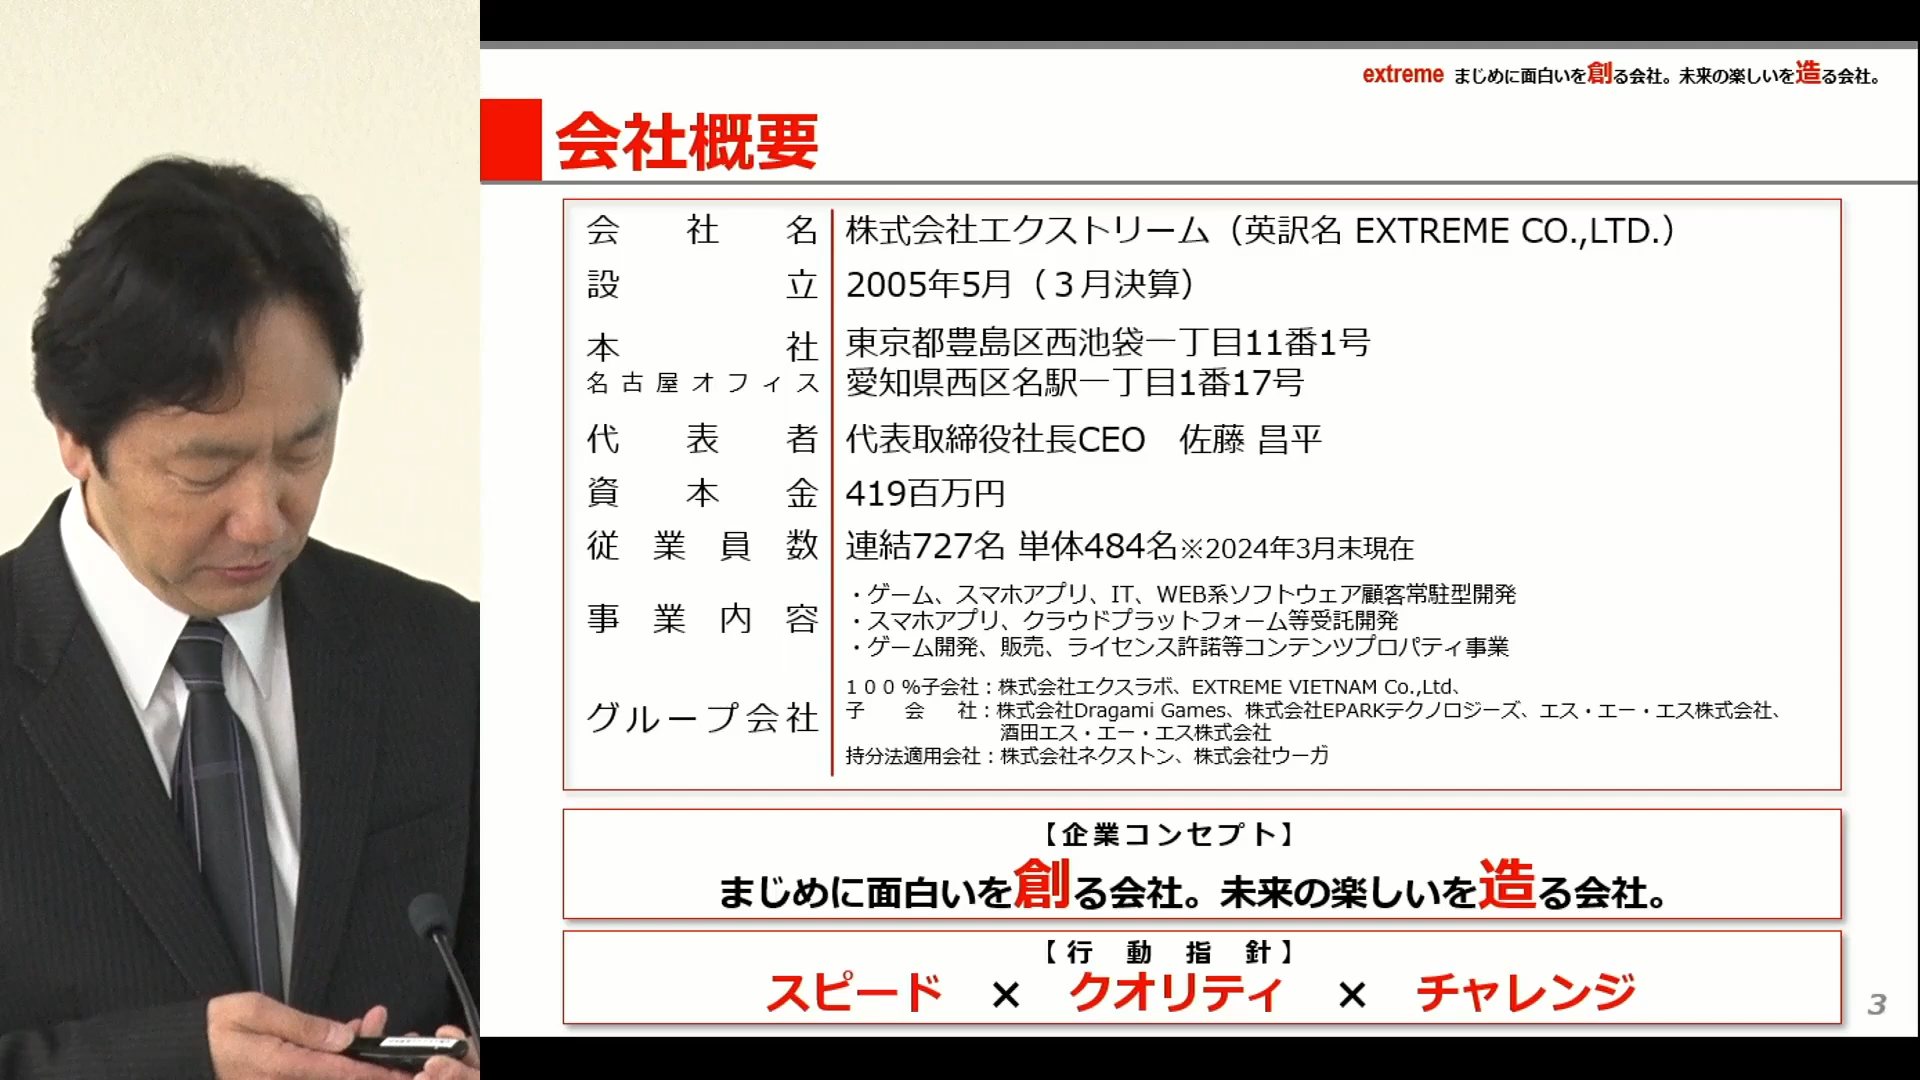 extreme まじめに面白いを創る会社。未来の楽しいを造る会社。
会社概要
会社名 株式会社エクストリーム（英訳名 EXTREME CO.,LTD.）
設立 2005年5月（３月決算）
本社 東京都豊島区西池袋一丁目11番1号
名古屋オフィス 愛知県西区名駅一丁目1番17号
代表者 代表取締役社長CEO　佐藤 昌平
資本金 419百万円
従業員数 連結727名 単体484名※2024年3月末現在
事業内容
・ゲーム、スマホアプリ、IT、WEB系ソフトウェア顧客常駐型開発
・スマホアプリ、クラウドプラットフォーム等受託開発
・ゲーム開発、販売、ライセンス許諾等コンテンツプロパティ事業
グループ会社
１００％子会社：株式会社エクスラボ、EXTREME VIETNAM Co.,Ltd、
子会社：株式会社Dragami Games、株式会社EPARKテクノロジーズ、エス・エー・エス株式会社、
酒田エス・エー・エス株式会社
持分法適用会社：株式会社ネクストン、株式会社ウーガ
【企業コンセプト】
まじめに面白いを創る会社。未来の楽しいを造る会社。
【行動指針】
スピード × クオリティ × チャレンジ
3